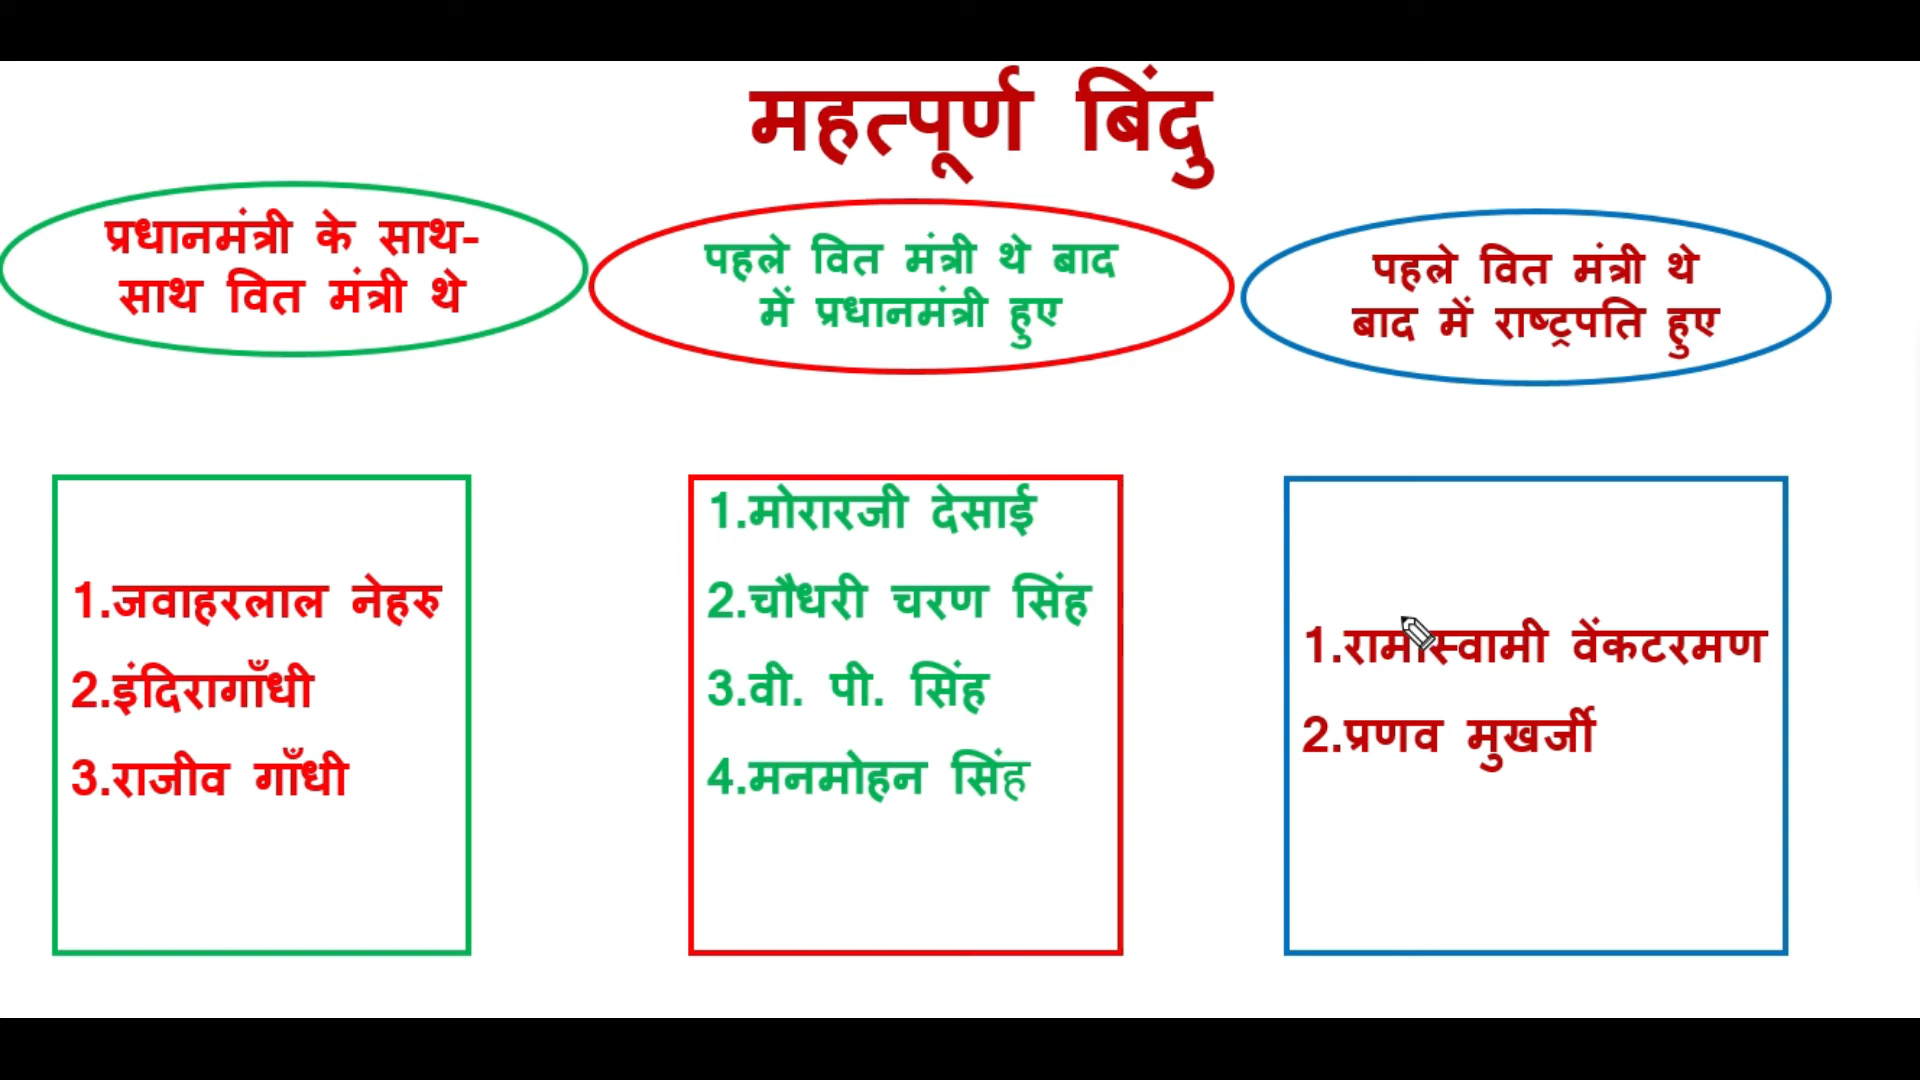 महत्पूर्ण बिंदु
प्रधानमंत्री के साथ-
साथ वित मंत्री थे
पहले वित मंत्री थे बाद
में प्रधानमंत्री हुए
पहले वित मंत्री थे
बाद में राष्ट्रपति हुए
1.जवाहरलाल नेहरु
2.इंदिरागाँधी
3.राजीव गाँधी
1.मोरारजी देसाई
2.चौधरी चरण सिंह
3.वी. पी. सिंह
4.मनमोहन सिंह
1.रामास्वामी वेंकटरमण
2.प्रणव मुखर्जी